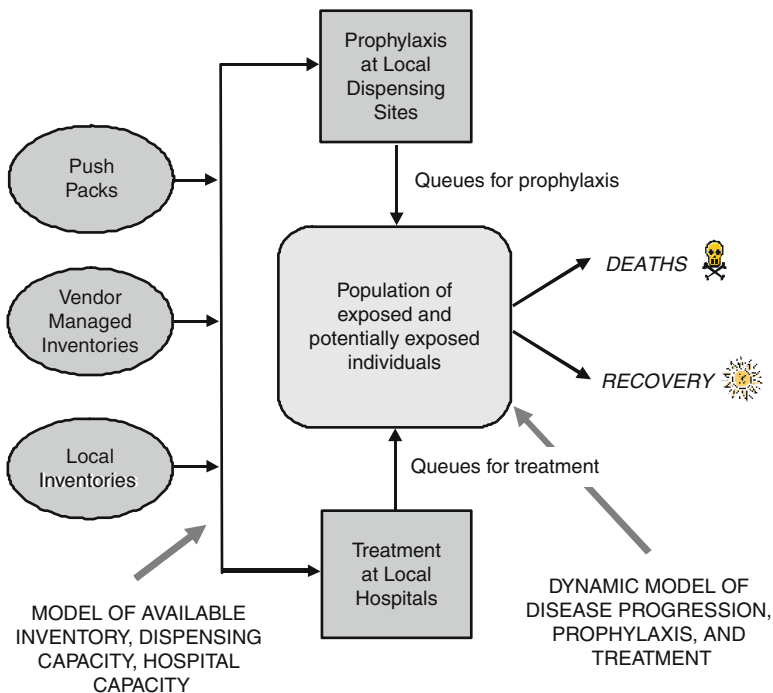 Prophylaxis
at Local
Dispensing
Sites
Push
Packs
Queues for prophylaxis
Vendor
Managed
Inventories
Population of
exposed and
potentially exposed
individuals
DEATHS
RECOVERY
Local
Inventories
Queues for treatment
Treatment
at Local
Hospitals
MODEL OF AVAILABLE
INVENTORY, DISPENSING
CAPACITY, HOSPITAL
CAPACITY
DYNAMIC MODEL OF
DISEASE PROGRESSION,
PROPHYLAXIS, AND
TREATMENT